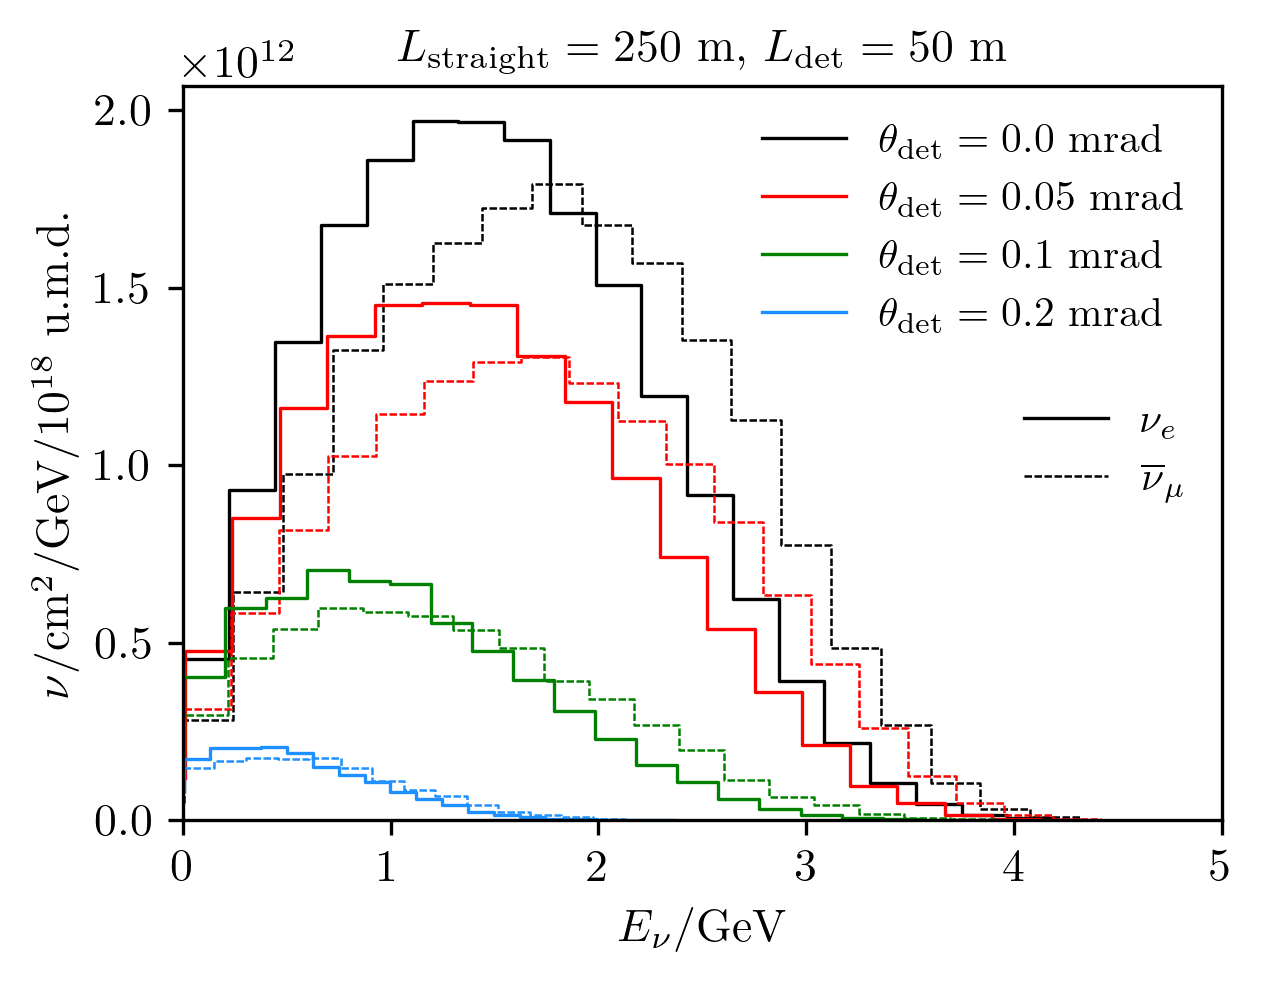 L_straight = 250 m, L_det = 50 m
×10^12
2.0
1.5
1.0
0.5
0.0
ν/cm²/GeV/10^18 u.m.d.
θ_det = 0.0 mrad
θ_det = 0.05 mrad
θ_det = 0.1 mrad
θ_det = 0.2 mrad
ν_e
ν̅_μ
0 1 2 3 4 5
E_ν/GeV